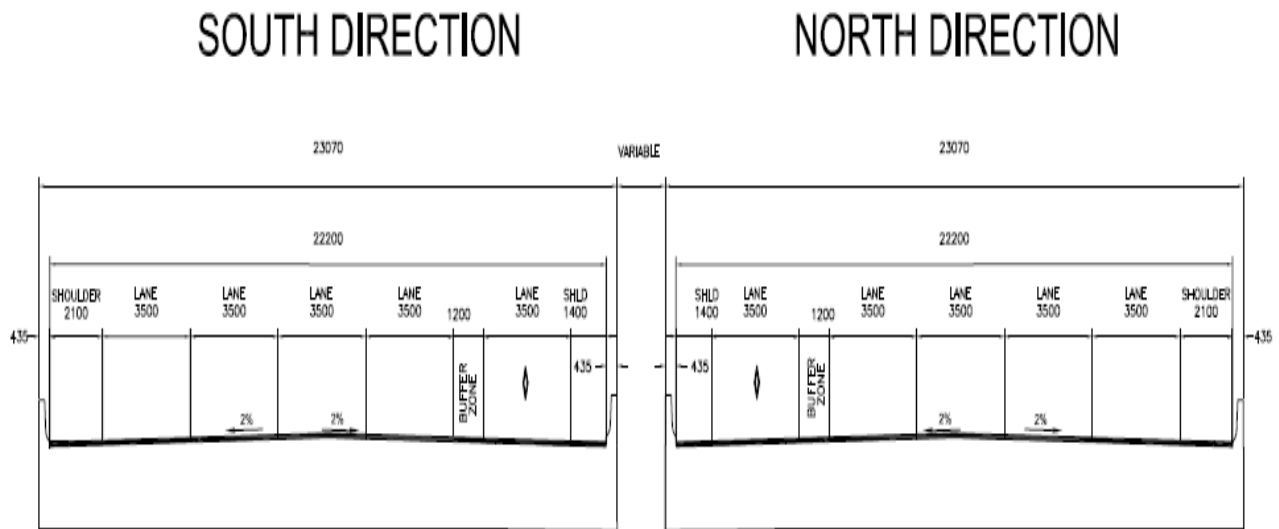 SOUTH DIRECTION
NORTH DIRECTION
23070
VARIABLE
23070
22200
22200
SHOULDER
2100
LANE
3500
LANE
3500
LANE
3500
LANE
3500
1200
LANE
3500
SHLD
1400
SHLD
1400
LANE
3500
1200
LANE
3500
LANE
3500
LANE
3500
LANE
3500
SHOULDER
2100
435
435
435
435
BUFFER
ZONE
BUFFER
ZONE
2%
2%
2%
2%